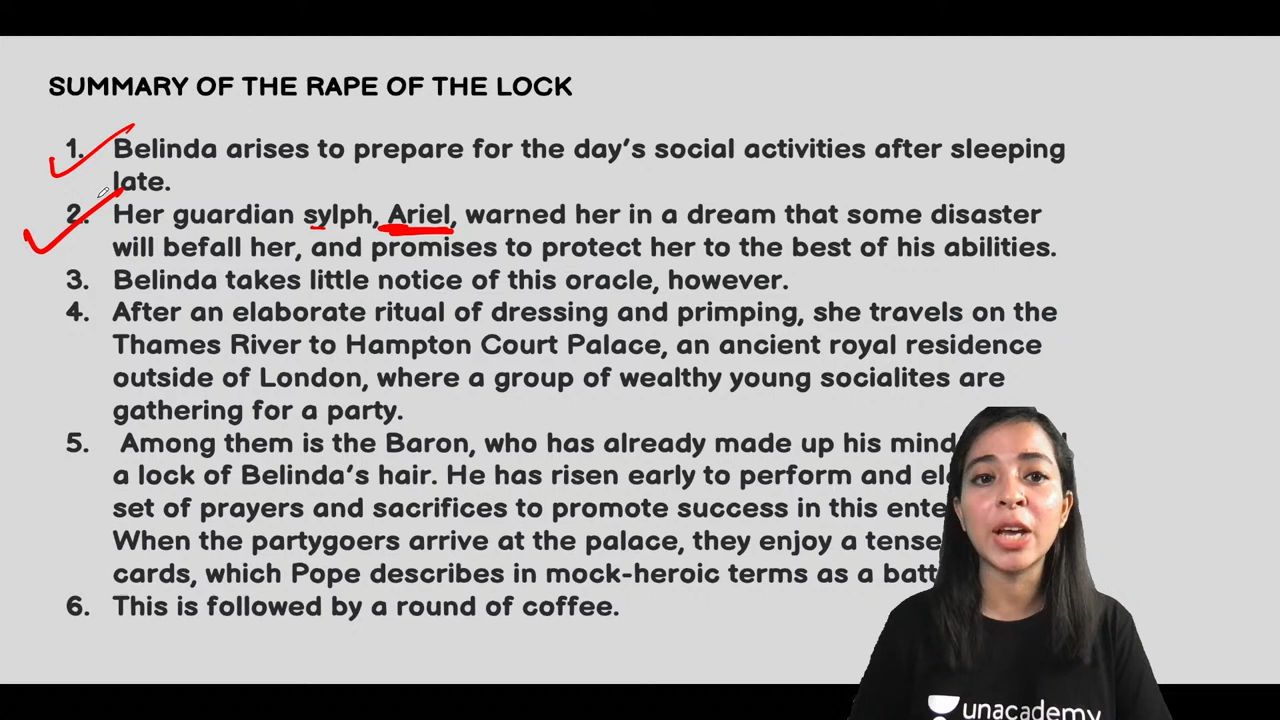 SUMMARY OF THE RAPE OF THE LOCK
1. Belinda arises to prepare for the day's social activities after sleeping
late.
2. Her guardian sylph, Ariel, warned her in a dream that some disaster
will befall her, and promises to protect her to the best of his abilities.
3. Belinda takes little notice of this oracle, however.
4. After an elaborate ritual of dressing and primping, she travels on the
Thames River to Hampton Court Palace, an ancient royal residence
outside of London, where a group of wealthy young socialites are
gathering for a party.
5. Among them is the Baron, who has already made up his mind
a lock of Belinda's hair. He has risen early to perform and
set of prayers and sacrifices to promote success in this
When the partygoers arrive at the palace, they enjoy a tense
cards, which Pope describes in mock-heroic terms as a
6. This is followed by a round of coffee.
unacademy